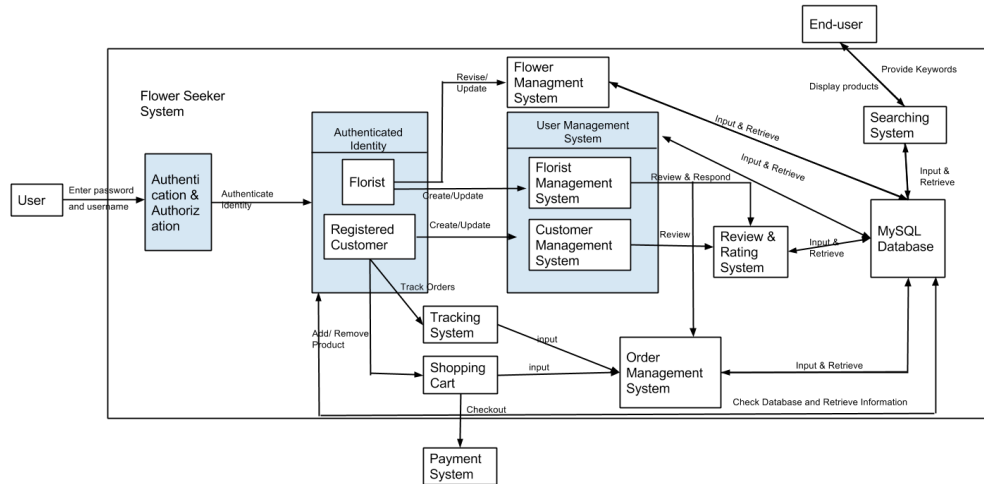 End-user
Provide Keywords
Display products
Flower Seeker
System
Revise/
Update
Flower
Managment
System
Searching
System
Input & Retrieve
Input &
Retrieve
Authenticated
Identity
User Management
System
Input & Retrieve
User
Enter password
and username
Authenti
cation &
Authoriz
ation
Authenticate
Identity
Florist
Create/Update
Florist
Management
System
Review & Respond
Registered
Customer
Create/Update
Customer
Management
System
Review
Review &
Rating
System
Input &
Retrieve
MySQL
Database
Track Orders
Add/ Remove
Product
Tracking
System
input
Shopping
Cart
input
Order
Management
System
Input & Retrieve
Checkout
Check Database and Retrieve Information
Payment
System